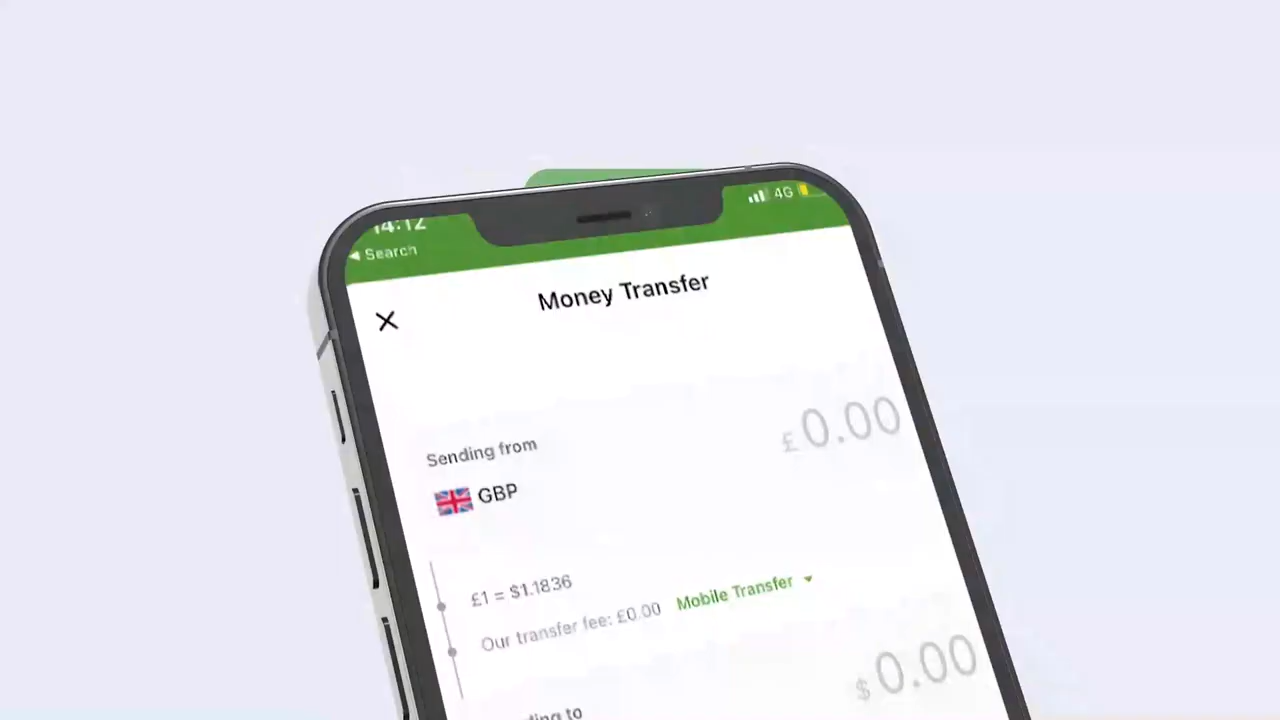 14:12
4G
Search
Money Transfer
Sending from
£0.00
GBP
£1 = $1.1836
Our transfer fee: £0.00 Mobile Transfer
$0.00
to